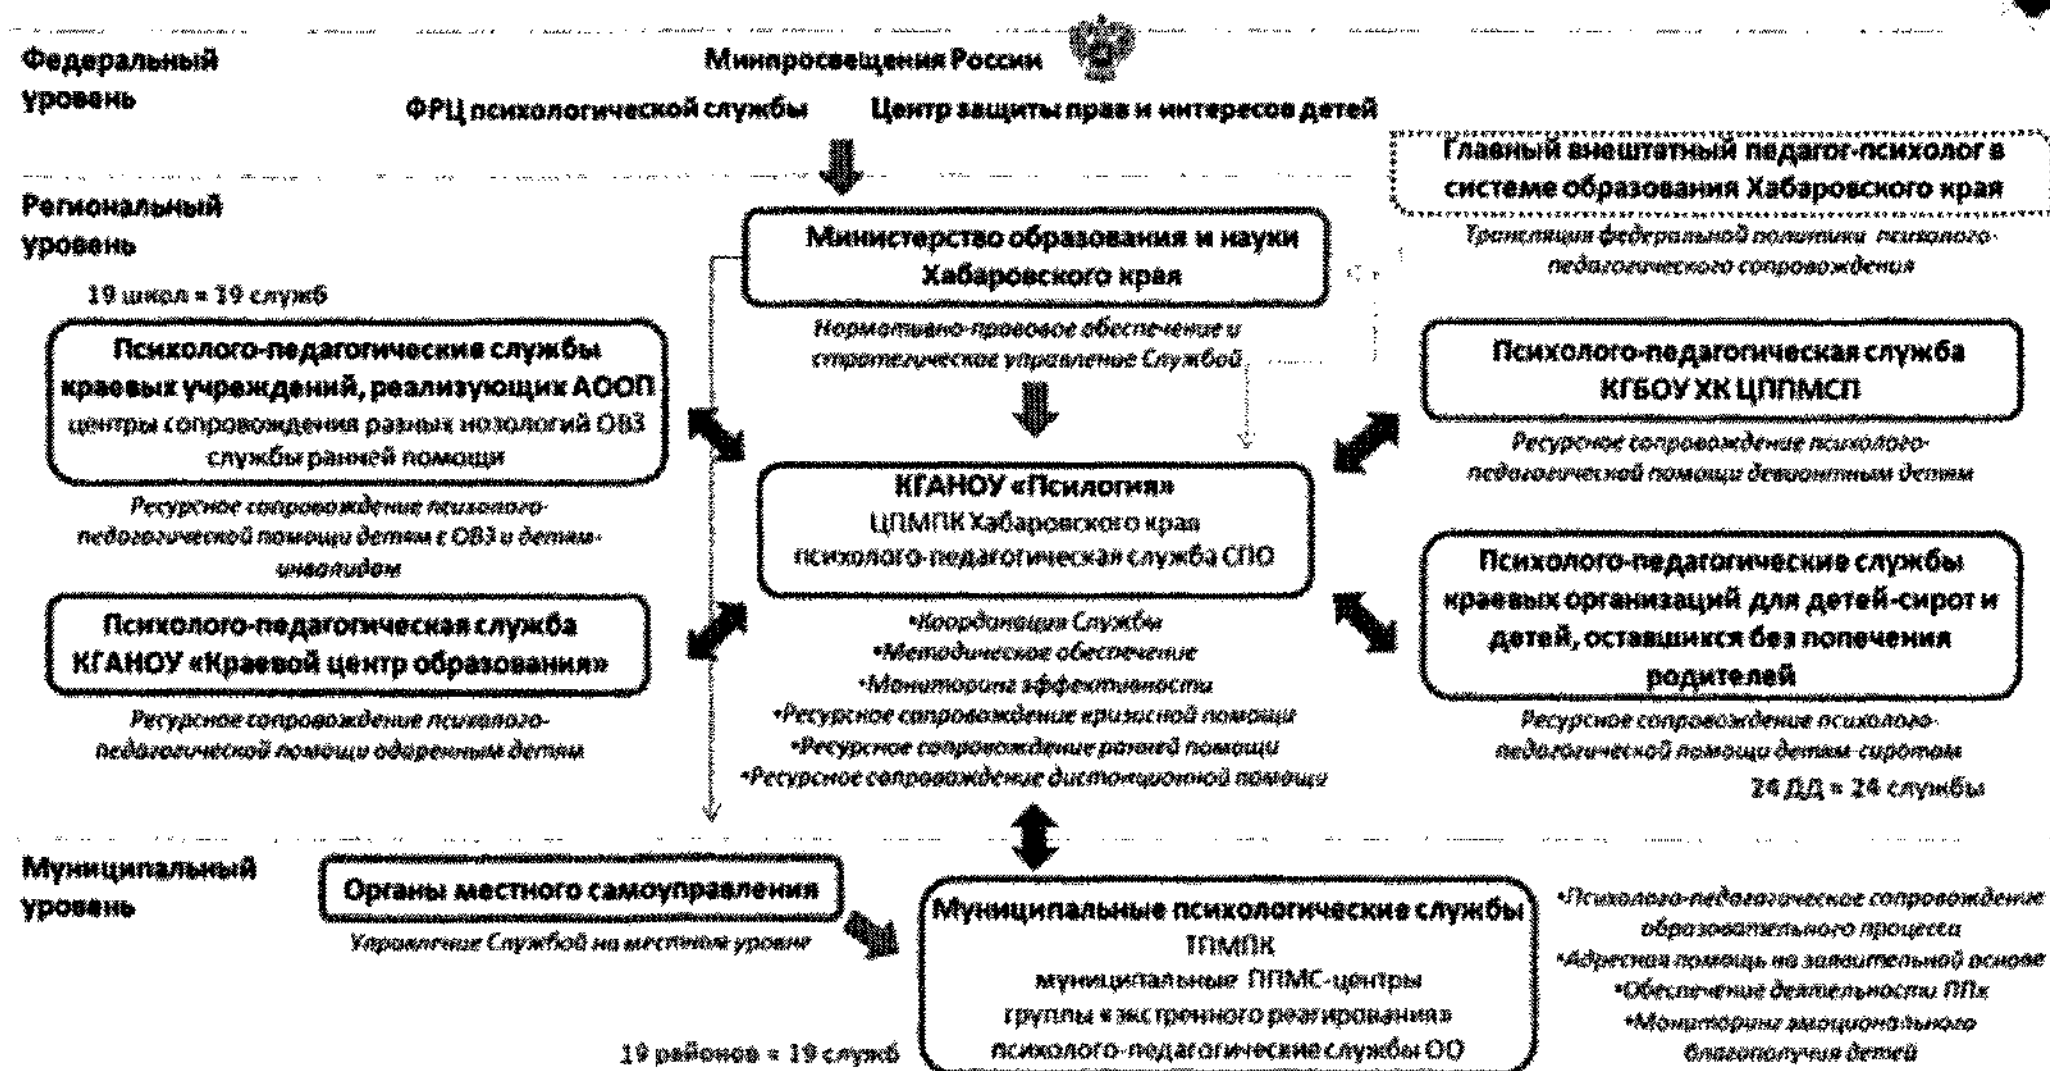 Федеральный
уровень
Минпросвещения России
ФРЦ психологической службы
Центр защиты прав и интересов детей
Главный внештатный педагог-психолог в
системе образования Хабаровского края
Трансляция федеральной политики психолого-
педагогического сопровождения
Региональный
уровень
Министерство образования и науки
Хабаровского края
Нормативно-правовое обеспечение и
стратегическое управление Службой
19 школ = 19 служб
Психолого-педагогические службы
краевых учреждений, реализующих АООП
центры сопровождения разных нозологий ОВЗ
службы ранней помощи
Ресурсное сопровождение психолого-
педагогической помощи детям с ОВЗ и детям-
инвалидам
Психолого-педагогическая служба
КГАНОУ «Краевой центр образования»
Ресурсное сопровождение психолого-
педагогической помощи одаренным детям
КГАНОУ «Псилогия»
ЦПМПК Хабаровского края
психолого-педагогическая служба СПО
•Координация Службы
•Методическое обеспечение
•Мониторинг эффективности
•Ресурсное сопровождение кризисной помощи
•Ресурсное сопровождение ранней помощи
•Ресурсное сопровождение дистанционной помощи
Психолого-педагогическая служба
КГБОУ ХК ЦППМСП
Ресурсное сопровождение психолого-
педагогической помощи девиантным детям
Психолого-педагогические службы
краевых организаций для детей-сирот и
детей, оставшихся без попечения
родителей
Ресурсное сопровождение психолого-
педагогической помощи детям-сиротам
24 ДД = 24 службы
Муниципальный
уровень
Органы местного самоуправления
Управление Службой на местном уровне
19 районов = 19 служб
Муниципальные психологические службы
ТПМПК
муниципальные ППМС-центры
группы «экстренного реагирования»
психолого-педагогические службы ОО
•Психолого-педагогическое сопровождение
образовательного процесса
•Адресная помощь на заявительной основе
•Обеспечение деятельности ППк
•Мониторинг эмоционального
благополучия детей